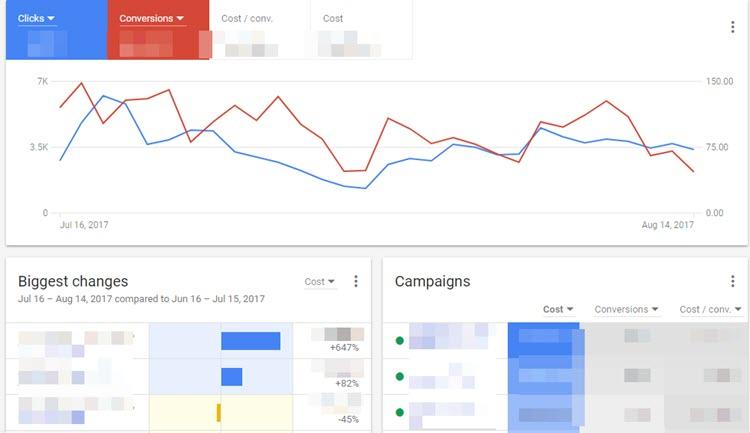 Clicks Conversions Cost / conv. Cost
7K 150.00
3.5K 75.00
0 0.00
Jul 16, 2017 Aug 14, 2017
Biggest changes Cost
Jul 16 – Aug 14, 2017 compared to Jun 16 – Jul 15, 2017
+647%
+82%
-45%
Campaigns
Cost Conversions Cost / conv.